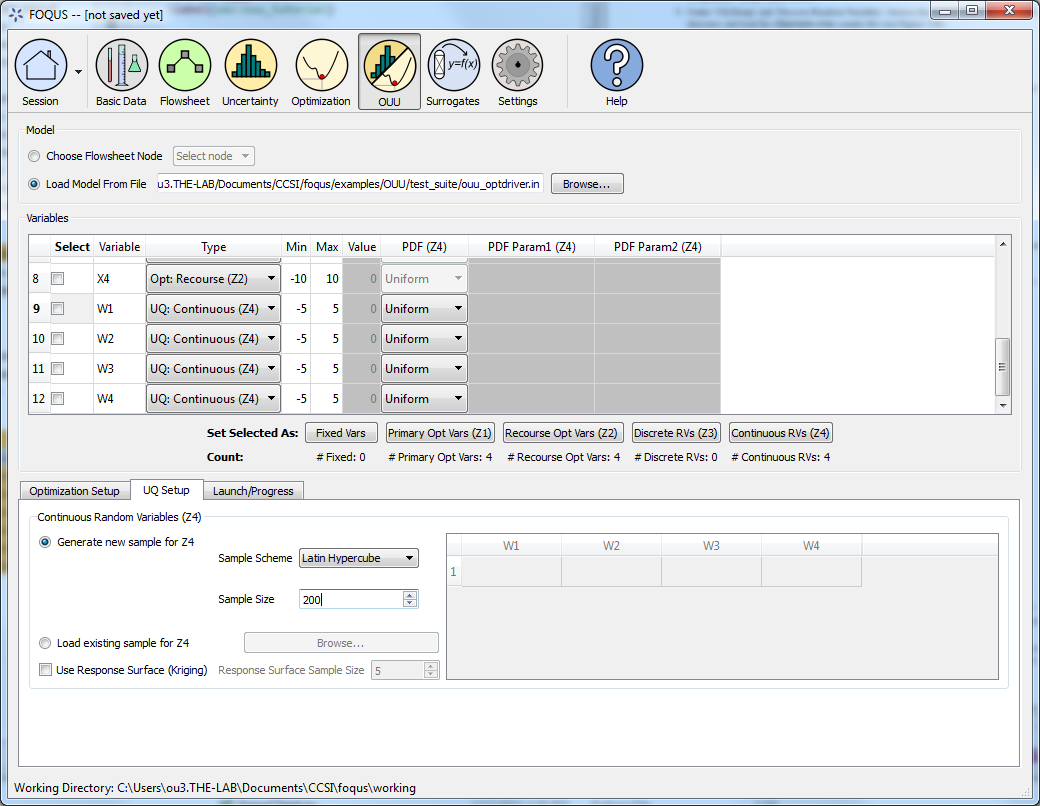 FOQUS -- [not saved yet]
Session Basic Data Flowsheet Uncertainty Optimization OUU y=f(x) Surrogates Settings ? Help
Model
Choose Flowsheet Node Select node
Load Model From File u3.THE-LAB/Documents/CCSI/foqus/examples/OUU/test_suite/ouu_optdriver.in Browse...
Variables
Select Variable Type Min Max Value PDF (Z4) PDF Param1 (Z4) PDF Param2 (Z4)
8 X4 Opt: Recourse (Z2) -10 10 0 Uniform
9 W1 UQ: Continuous (Z4) -5 5 0 Uniform
10 W2 UQ: Continuous (Z4) -5 5 0 Uniform
11 W3 UQ: Continuous (Z4) -5 5 0 Uniform
12 W4 UQ: Continuous (Z4) -5 5 0 Uniform
Set Selected As: Fixed Vars Primary Opt Vars (Z1) Recourse Opt Vars (Z2) Discrete RVs (Z3) Continuous RVs (Z4)
Count: # Fixed: 0 # Primary Opt Vars: 4 # Recourse Opt Vars: 4 # Discrete RVs: 0 # Continuous RVs: 4
Optimization Setup UQ Setup Launch/Progress
Continuous Random Variables (Z4)
Generate new sample for Z4
Sample Scheme Latin Hypercube
Sample Size 200
Load existing sample for Z4 Browse...
Use Response Surface (Kriging) Response Surface Sample Size 5
W1 W2 W3 W4
1
Working Directory: C:\Users\ou3.THE-LAB\Documents\CCSI\foqus\working